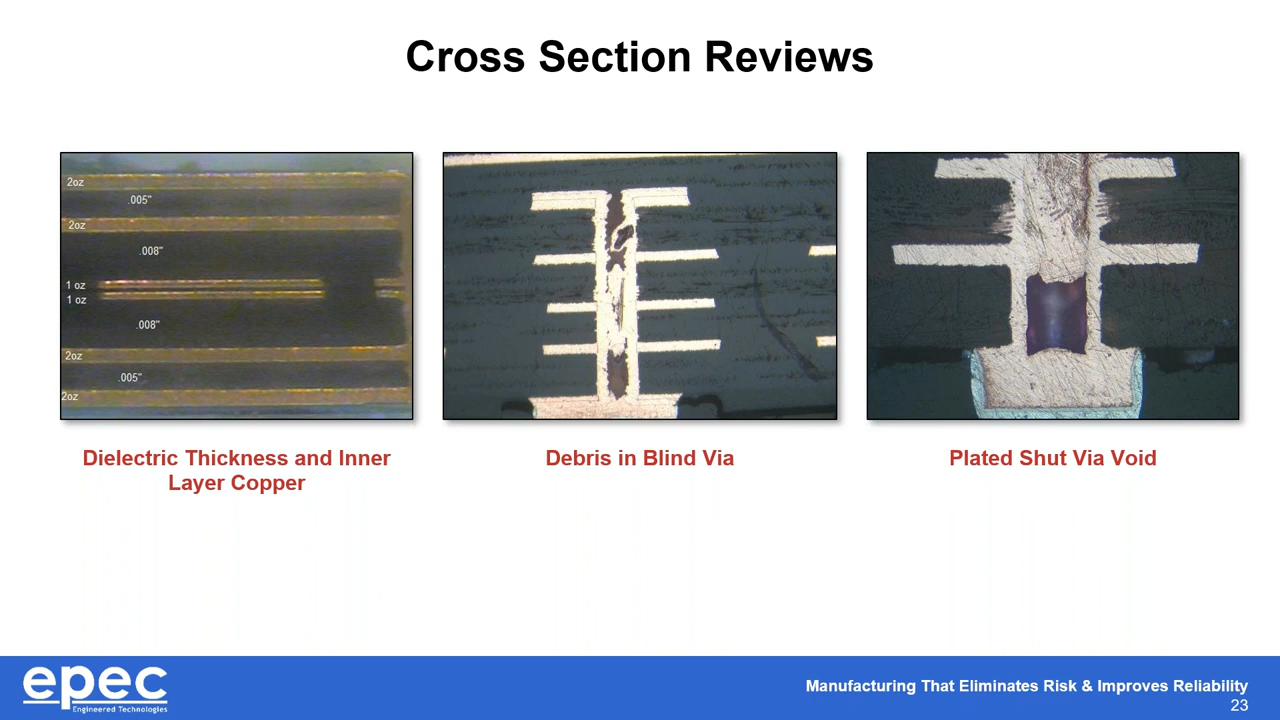 Cross Section Reviews
2oz
.005"
2oz
.008"
1 oz
1 oz
.008"
2oz
.005"
2oz
Dielectric Thickness and Inner
Layer Copper
Debris in Blind Via
Plated Shut Via Void
epec
Engineered Technologies
Manufacturing That Eliminates Risk & Improves Reliability
23